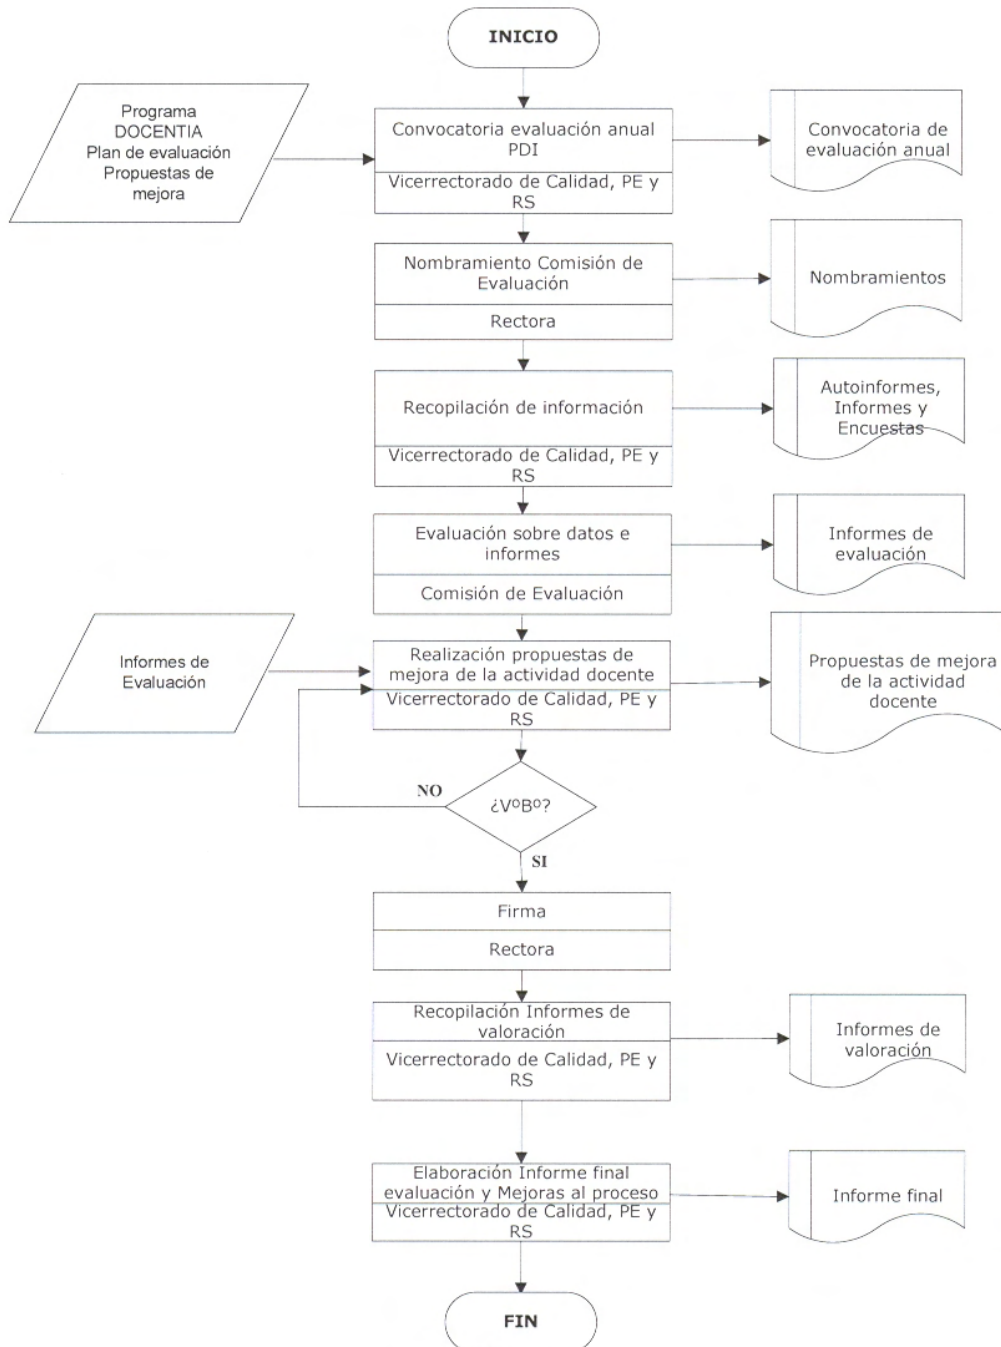 INICIO
Programa
DOCENTIA
Plan de evaluación
Propuestas de
mejora
Convocatoria evaluación anual
PDI
Vicerrectorado de Calidad, PE y
RS
Convocatoria de
evaluación anual
Nombramiento Comisión de
Evaluación
Rectora
Nombramientos
Recopilación de información
Vicerrectorado de Calidad, PE y
RS
Autoinformes,
Informes y
Encuestas
Evaluación sobre datos e
informes
Comisión de Evaluación
Informes de
evaluación
Informes de
Evaluación
Realización propuestas de
mejora de la actividad docente
Vicerrectorado de Calidad, PE y
RS
Propuestas de mejora
de la actividad
docente
NO
¿VºBº?
SI
Firma
Rectora
Recopilación Informes de
valoración
Vicerrectorado de Calidad, PE y
RS
Informes de
valoración
Elaboración Informe final
evaluación y Mejoras al proceso
Vicerrectorado de Calidad, PE y
RS
Informe final
FIN